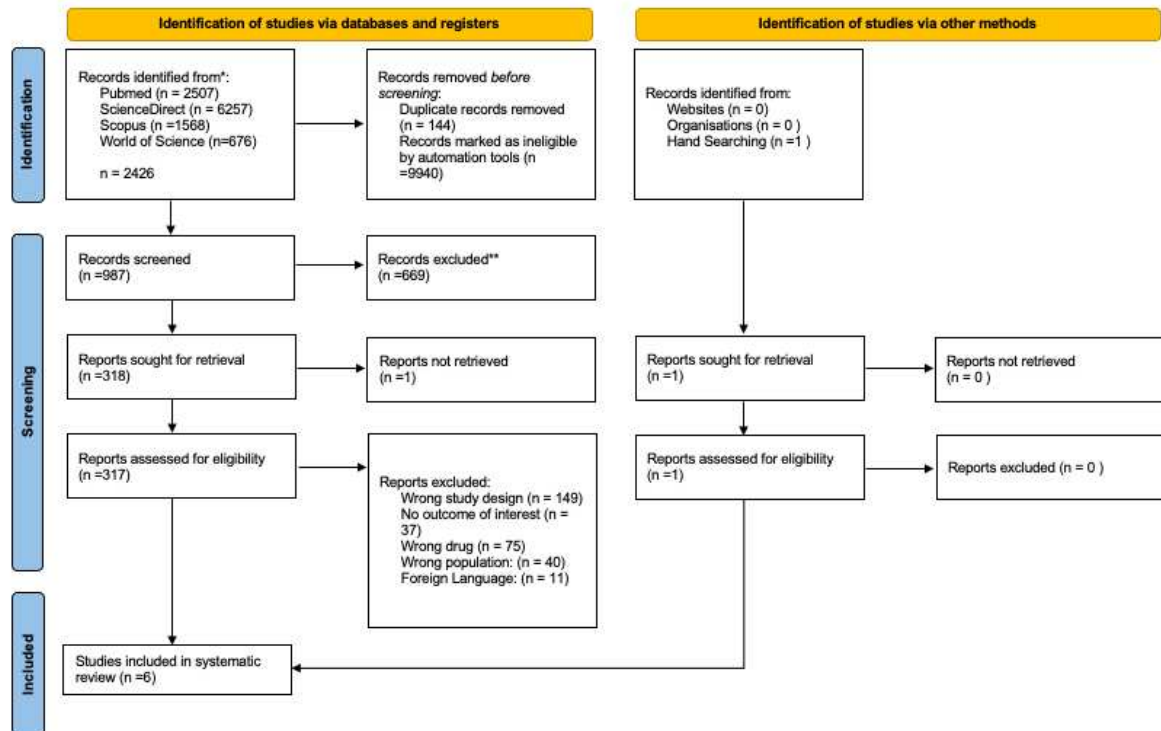 Identification of studies via databases and registers
Identification of studies via other methods
Identification
Records identified from*:
Pubmed (n = 2507)
ScienceDirect (n = 6257)
Scopus (n =1568)
World of Science (n=676)
n = 2426
Records removed before
screening:
Duplicate records removed
(n = 144)
Records marked as ineligible
by automation tools (n
=9940)
Records identified from:
Websites (n = 0)
Organisations (n = 0 )
Hand Searching (n =1 )
Screening
Records screened
(n =987)
Records excluded**
(n =669)
Reports sought for retrieval
(n =318)
Reports not retrieved
(n =1)
Reports sought for retrieval
(n =1)
Reports not retrieved
(n = 0 )
Reports assessed for eligibility
(n =317)
Reports excluded:
Wrong study design (n = 149)
No outcome of interest (n =
37)
Wrong drug (n = 75)
Wrong population: (n = 40)
Foreign Language: (n = 11)
Reports assessed for eligibility
(n =1)
Reports excluded (n = 0 )
Included
Studies included in systematic
review (n =6)